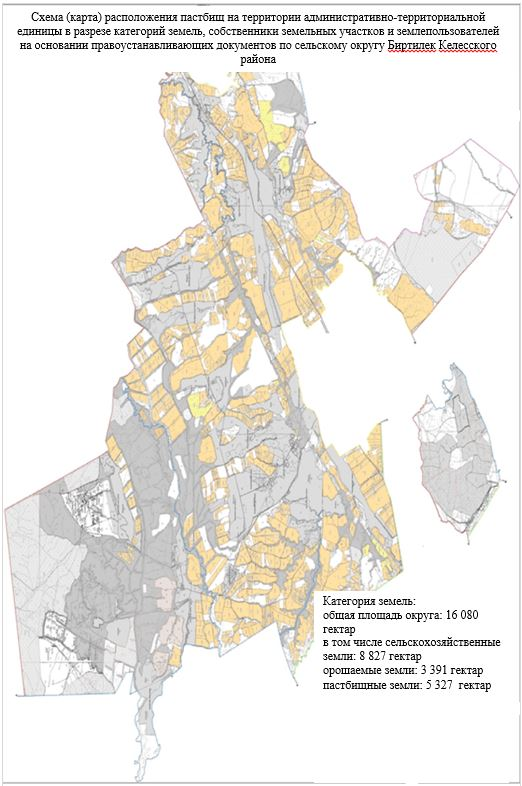 Схема (карта) расположения пастбищ на территории административно-территориальной
единицы в разрезе категорий земель, собственники земельных участков и землепользователей
на основании правоустанавливающих документов по сельскому округу Биртилек Келесского
района
Категория земель:
общая площадь округа: 16 080
гектар
в том числе сельскохозяйственные
земли: 8 827 гектар
орошаемые земли: 3 391 гектар
пастбищные земли: 5 327 гектар